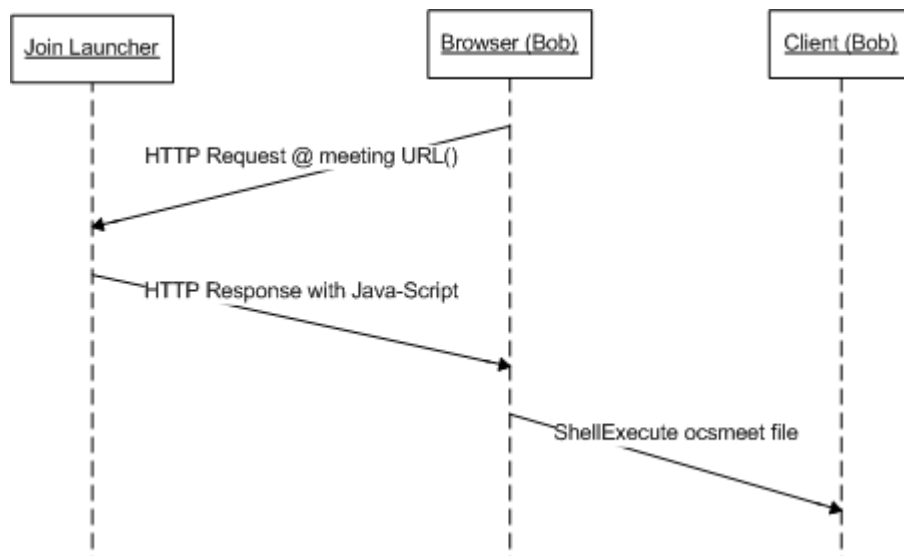 Join Launcher
Browser (Bob)
Client (Bob)
HTTP Request @ meeting URL()
HTTP Response with Java-Script
ShellExecute ocsmeet file